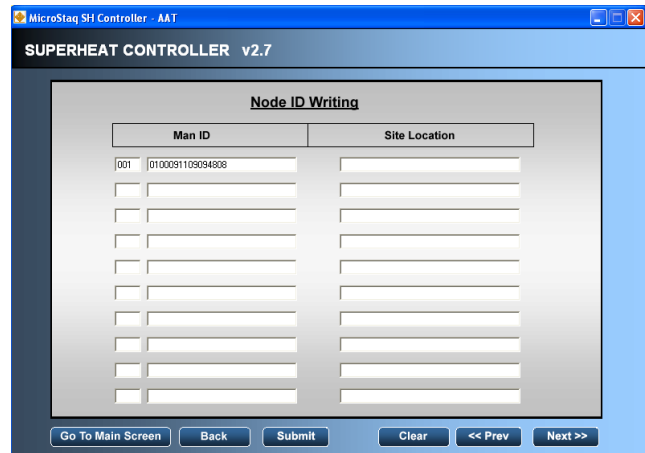 MicroStaq SH Controller - AAT
SUPERHEAT CONTROLLER v2.7
Node ID Writing
Man ID Site Location
001 0100091109094808
Go To Main Screen Back Submit Clear << Prev Next >>